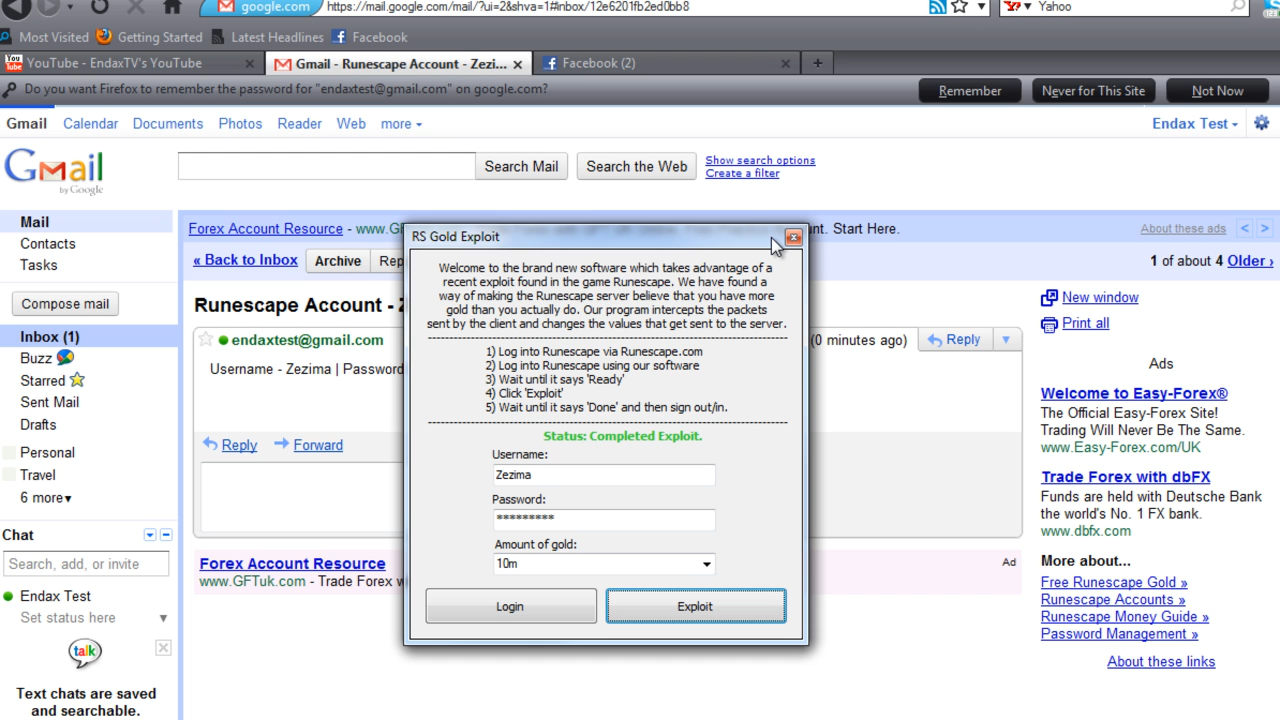 google.com
https://mail.google.com/mail/?ui=2&shva=1#inbox/12e6201fb2ed0bb8
Yahoo
Most Visited
Getting Started
Latest Headlines
Facebook
YouTube - EndaxTV's YouTube
Gmail - Runescape Account - Zezi...
Facebook (2)
Do you want Firefox to remember the password for "endaxtest@gmail.com" on google.com?
Remember
Never for This Site
Not Now
Gmail Calendar Documents Photos Reader Web more
Endax Test
Gmail
by Google
Search Mail
Search the Web
Show search options
Create a filter
Mail
Contacts
Tasks
Compose mail
Inbox (1)
Buzz
Starred
Sent Mail
Drafts
Personal
Travel
6 more▾
Chat
Search, add, or invite
Endax Test
Set status here
talk
Text chats are saved
and searchable.
Forex Account Resource - www.G
unt. Start Here.
About these ads < >
« Back to Inbox
Archive
Rep
1 of about 4 Older ›
Runescape Account - Z
endaxtest@gmail.com
(0 minutes ago)
Reply
Username - Zezima | Password
Reply
Forward
Forex Account Resource
www.GFTuk.com - Trade Forex w
Ad
RS Gold Exploit
Welcome to the brand new software which takes advantage of a
recent exploit found in the game Runescape. We have found a
way of making the Runescape server believe that you have more
gold than you actually do. Our program intercepts the packets
sent by the client and changes the values that get sent to the server.
1) Log into Runescape via Runescape.com
2) Log into Runescape using our software
3) Wait until it says 'Ready'
4) Click 'Exploit'
5) Wait until it says 'Done' and then sign out/in.
Status: Completed Exploit.
Username:
Zezima
Password:
*********
Amount of gold:
10m
Login
Exploit
New window
Print all
Ads
Welcome to Easy-Forex®
The Official Easy-Forex Site!
Trading Will Never Be The Same.
www.Easy-Forex.com/UK
Trade Forex with dbFX
Funds are held with Deutsche Bank
the world's No. 1 FX bank.
www.dbfx.com
More about...
Free Runescape Gold »
Runescape Accounts »
Runescape Money Guide »
Password Management »
About these links